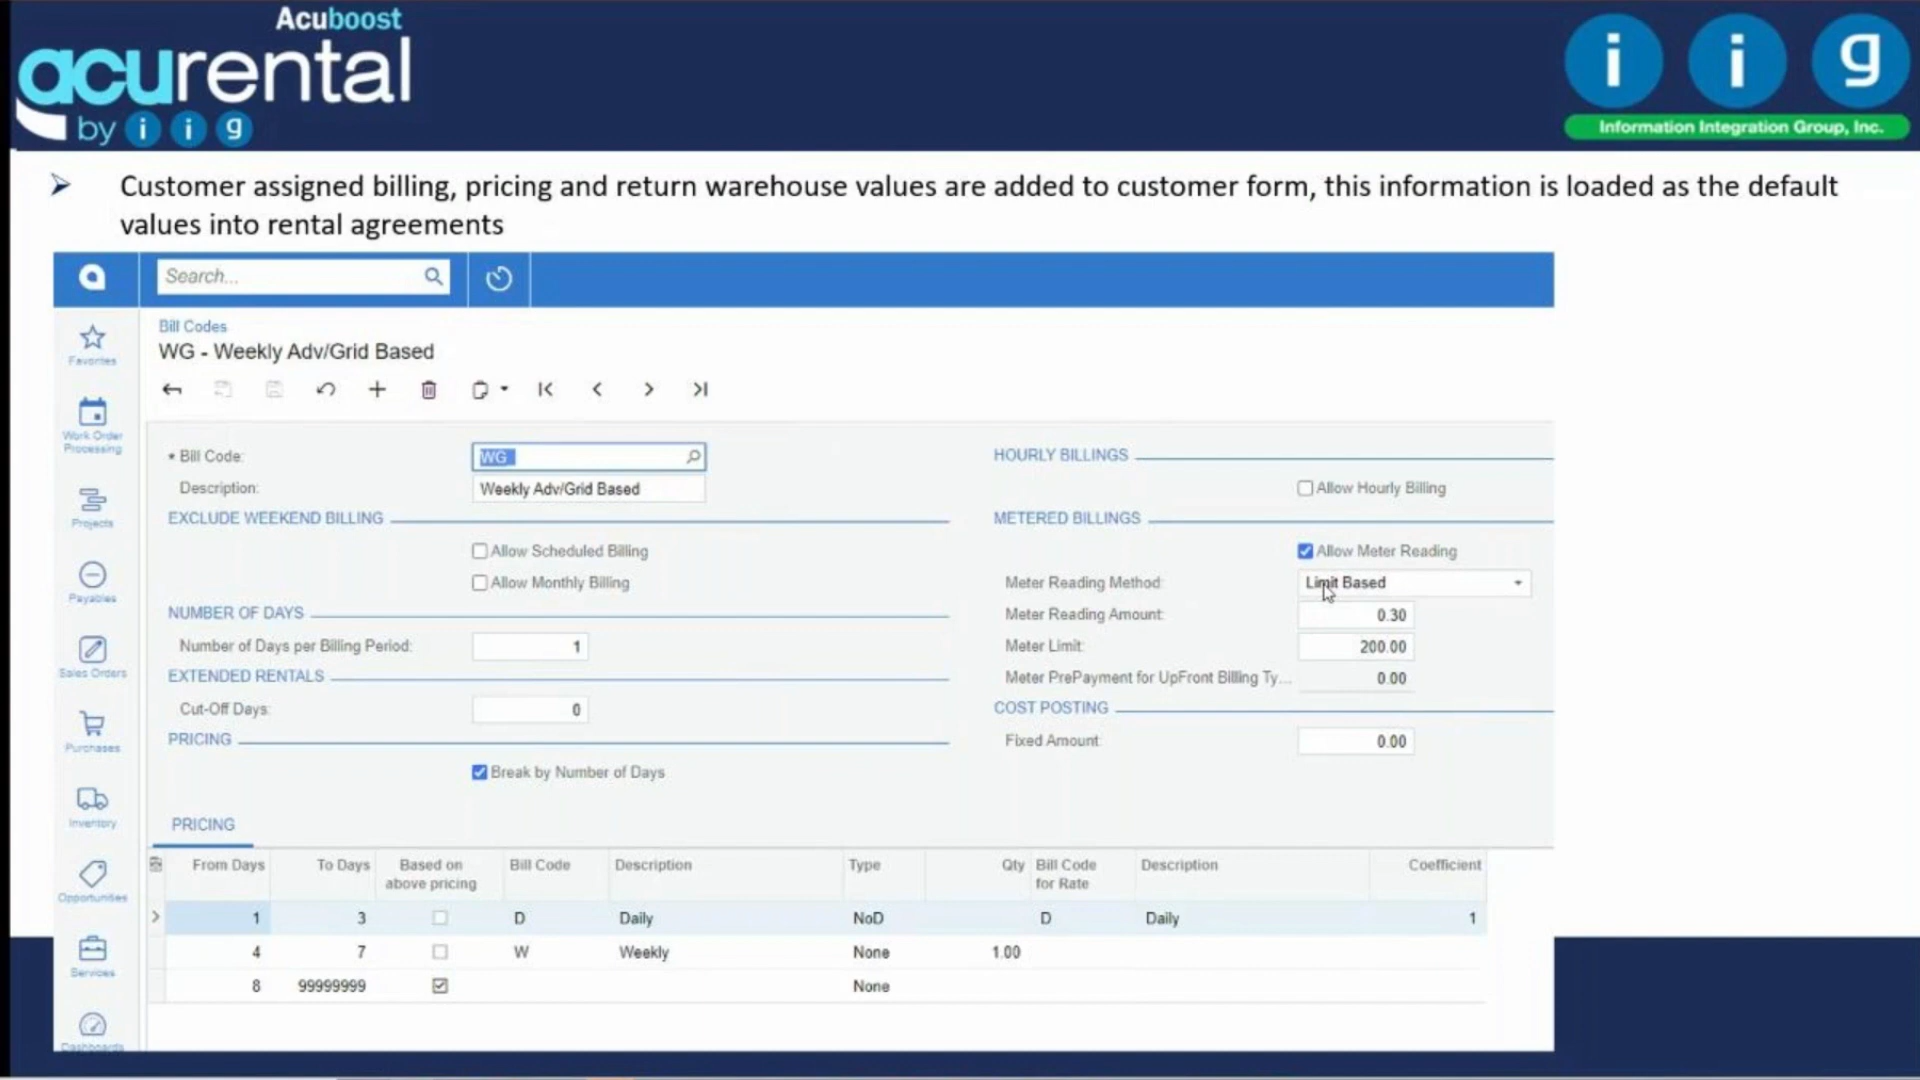 Acuboost
acurental
by i i g
i i g
Information Integration Group, Inc.
Customer assigned billing, pricing and return warehouse values are added to customer form, this information is loaded as the default
values into rental agreements
Search...
Favorites
Work Order
Processing
Projects
Payables
Sales Orders
Purchases
Inventory
Opportunities
Services
Dashboards
Bill Codes
WG - Weekly Adv/Grid Based
* Bill Code: WG
Description: Weekly Adv/Grid Based
EXCLUDE WEEKEND BILLING
Allow Scheduled Billing
Allow Monthly Billing
NUMBER OF DAYS
Number of Days per Billing Period: 1
EXTENDED RENTALS
Cut-Off Days: 0
PRICING
Break by Number of Days
HOURLY BILLINGS
Allow Hourly Billing
METERED BILLINGS
Allow Meter Reading
Meter Reading Method: Limit Based
Meter Reading Amount: 0.30
Meter Limit: 200.00
Meter PrePayment for UpFront Billing Ty... 0.00
COST POSTING
Fixed Amount: 0.00
PRICING
From Days To Days Based on above pricing Bill Code Description Type Qty Bill Code for Rate Description Coefficient
1 3 D Daily NoD D Daily 1
4 7 W Weekly None 1.00
8 99999999 None